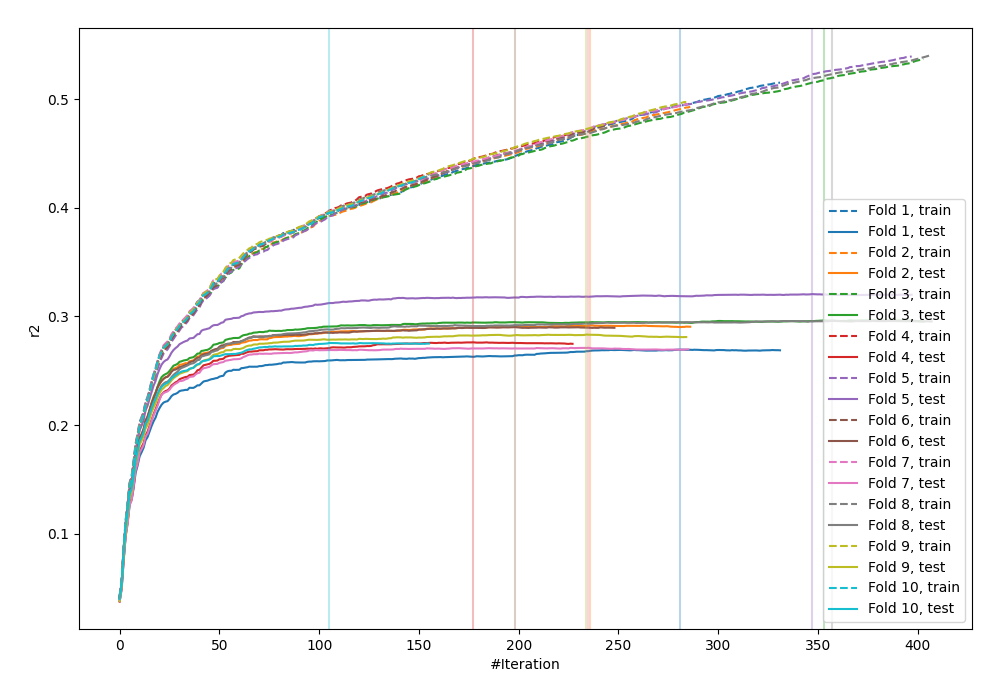 r2
0.5
0.4
0.3
0.2
0.1
0
50
100
150
200
250
300
350
400
#Iteration
Fold 1, train
Fold 1, test
Fold 2, train
Fold 2, test
Fold 3, train
Fold 3, test
Fold 4, train
Fold 4, test
Fold 5, train
Fold 5, test
Fold 6, train
Fold 6, test
Fold 7, train
Fold 7, test
Fold 8, train
Fold 8, test
Fold 9, train
Fold 9, test
Fold 10, train
Fold 10, test